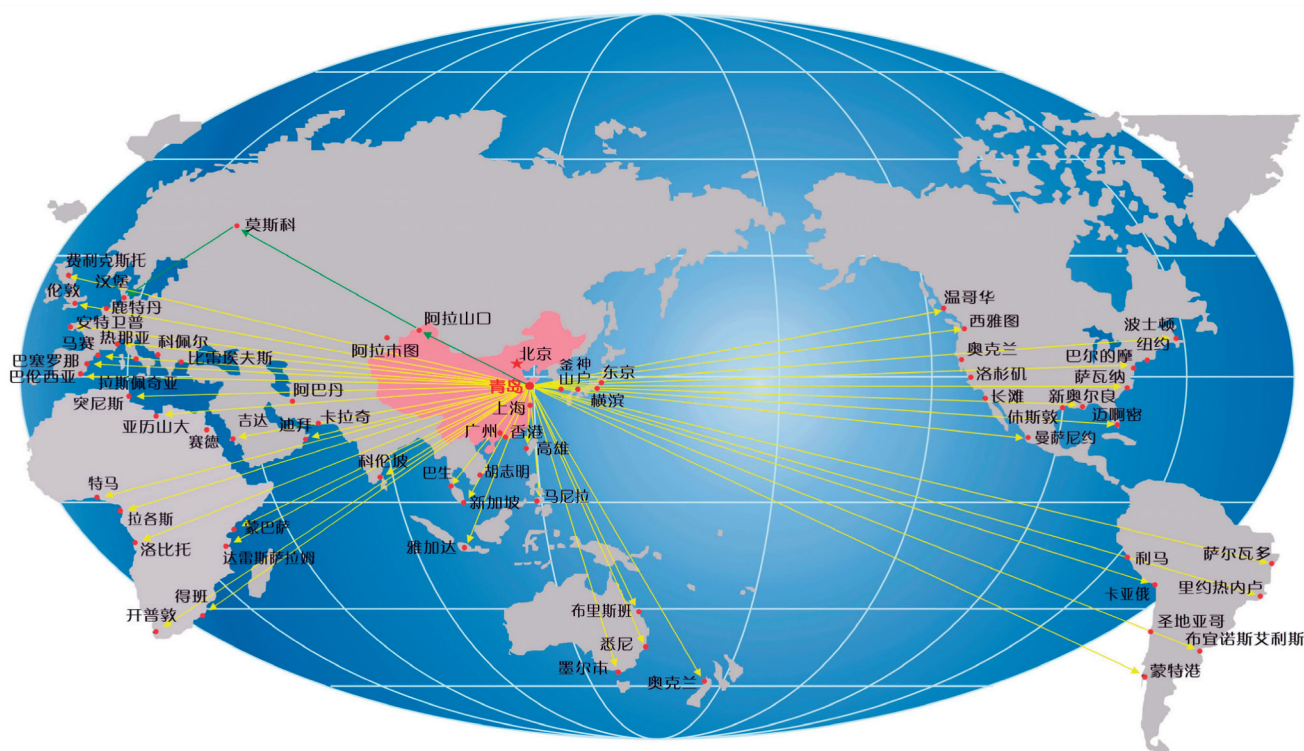 莫斯科
费利克斯托
汉堡
伦敦
鹿特丹
安特卫普
热那亚
马赛
科佩尔
巴塞罗那
比雷埃夫斯
巴伦西亚
拉斯佩奇亚
突尼斯
阿巴丹
亚历山大
吉达
迪拜
卡拉奇
赛德
阿拉山口
阿拉木图
北京
青岛
釜山
神户
东京
横滨
上海
广州
香港
高雄
科伦坡
巴生
胡志明
新加坡
马尼拉
雅加达
特马
拉各斯
洛比托
蒙巴萨
达雷斯萨拉姆
得班
开普敦
布里斯班
悉尼
墨尔本
奥克兰
温哥华
西雅图
奥克兰
洛杉矶
长滩
波士顿
纽约
巴尔的摩
萨瓦纳
新奥尔良
休斯敦
迈啊密
曼萨尼约
利马
萨尔瓦多
卡亚俄
里约热内卢
圣地亚哥
布宜诺斯艾利斯
蒙特港